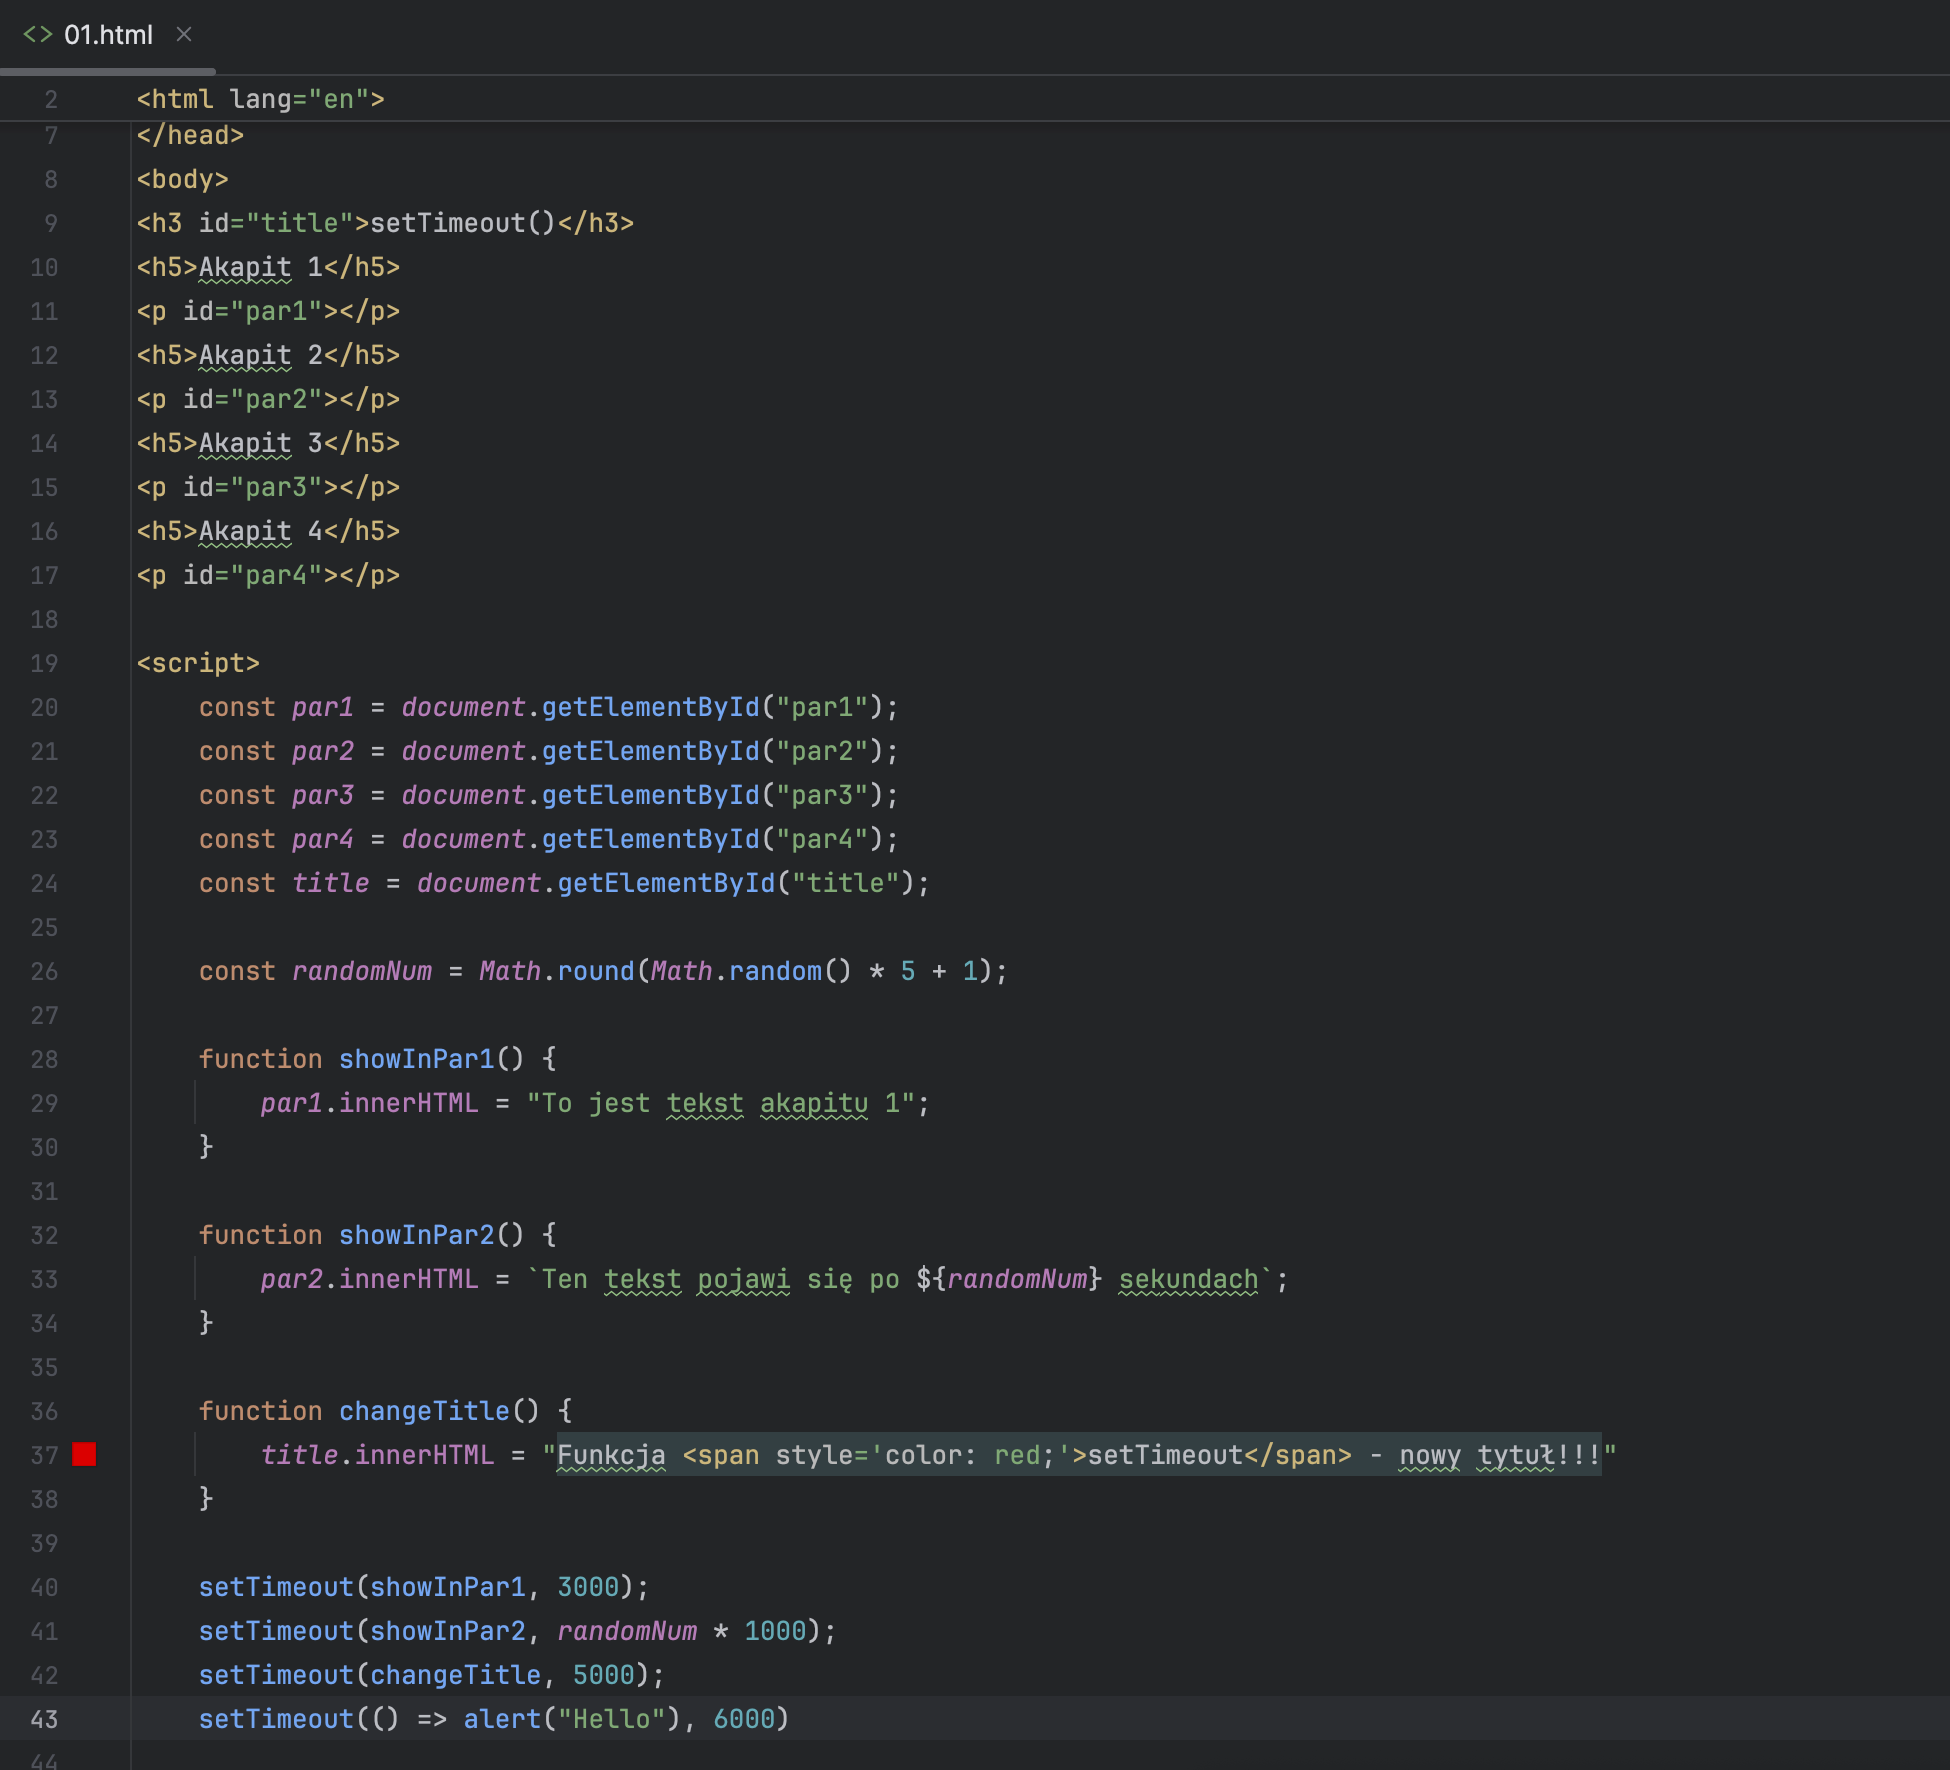 01.html
2 <html lang="en">
7 </head>
8 <body>
9 <h3 id="title">setTimeout()</h3>
10 <h5>Akapit 1</h5>
11 <p id="par1"></p>
12 <h5>Akapit 2</h5>
13 <p id="par2"></p>
14 <h5>Akapit 3</h5>
15 <p id="par3"></p>
16 <h5>Akapit 4</h5>
17 <p id="par4"></p>
18
19 <script>
20     const par1 = document.getElementById("par1");
21     const par2 = document.getElementById("par2");
22     const par3 = document.getElementById("par3");
23     const par4 = document.getElementById("par4");
24     const title = document.getElementById("title");
25
26     const randomNum = Math.round(Math.random() * 5 + 1);
27
28     function showInPar1() {
29         par1.innerHTML = "To jest tekst akapitu 1";
30     }
31
32     function showInPar2() {
33         par2.innerHTML = `Ten tekst pojawi się po ${randomNum} sekundach`;
34     }
35
36     function changeTitle() {
37         title.innerHTML = "Funkcja <span style='color: red;'>setTimeout</span> - nowy tytuł!!!"
38     }
39
40     setTimeout(showInPar1, 3000);
41     setTimeout(showInPar2, randomNum * 1000);
42     setTimeout(changeTitle, 5000);
43     setTimeout(() => alert("Hello"), 6000)
44